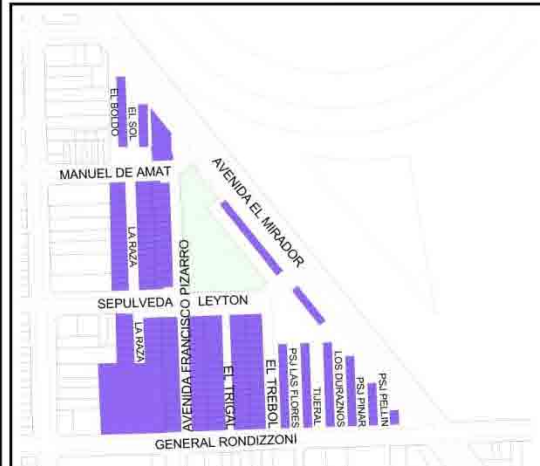 EL BOLDO
EL SOL
MANUEL DE AMAT
AVENIDA EL MIRADOR
LA RAZA
AVENIDA FRANCISCO PIZARRO
SEPULVEDA LEYTON
LA RAZA
EL TRIGAL
EL TREBOL
PSJ LAS FLORES
TIJERAL
LOS DURAZNOS
PSJ PINAR
PSJ PELLIN
GENERAL RONDIZZONI